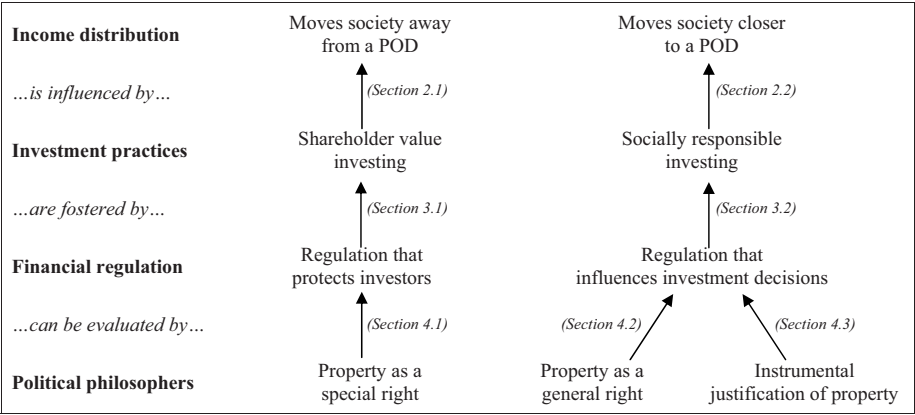 Income distribution
Moves society away
from a POD
Moves society closer
to a POD
…is influenced by…
(Section 2.1)
(Section 2.2)
Investment practices
Shareholder value
investing
Socially responsible
investing
…are fostered by…
(Section 3.1)
(Section 3.2)
Financial regulation
Regulation that
protects investors
Regulation that
influences investment decisions
…can be evaluated by…
(Section 4.1)
(Section 4.2)
(Section 4.3)
Political philosophers
Property as a
special right
Property as a
general right
Instrumental
justification of property